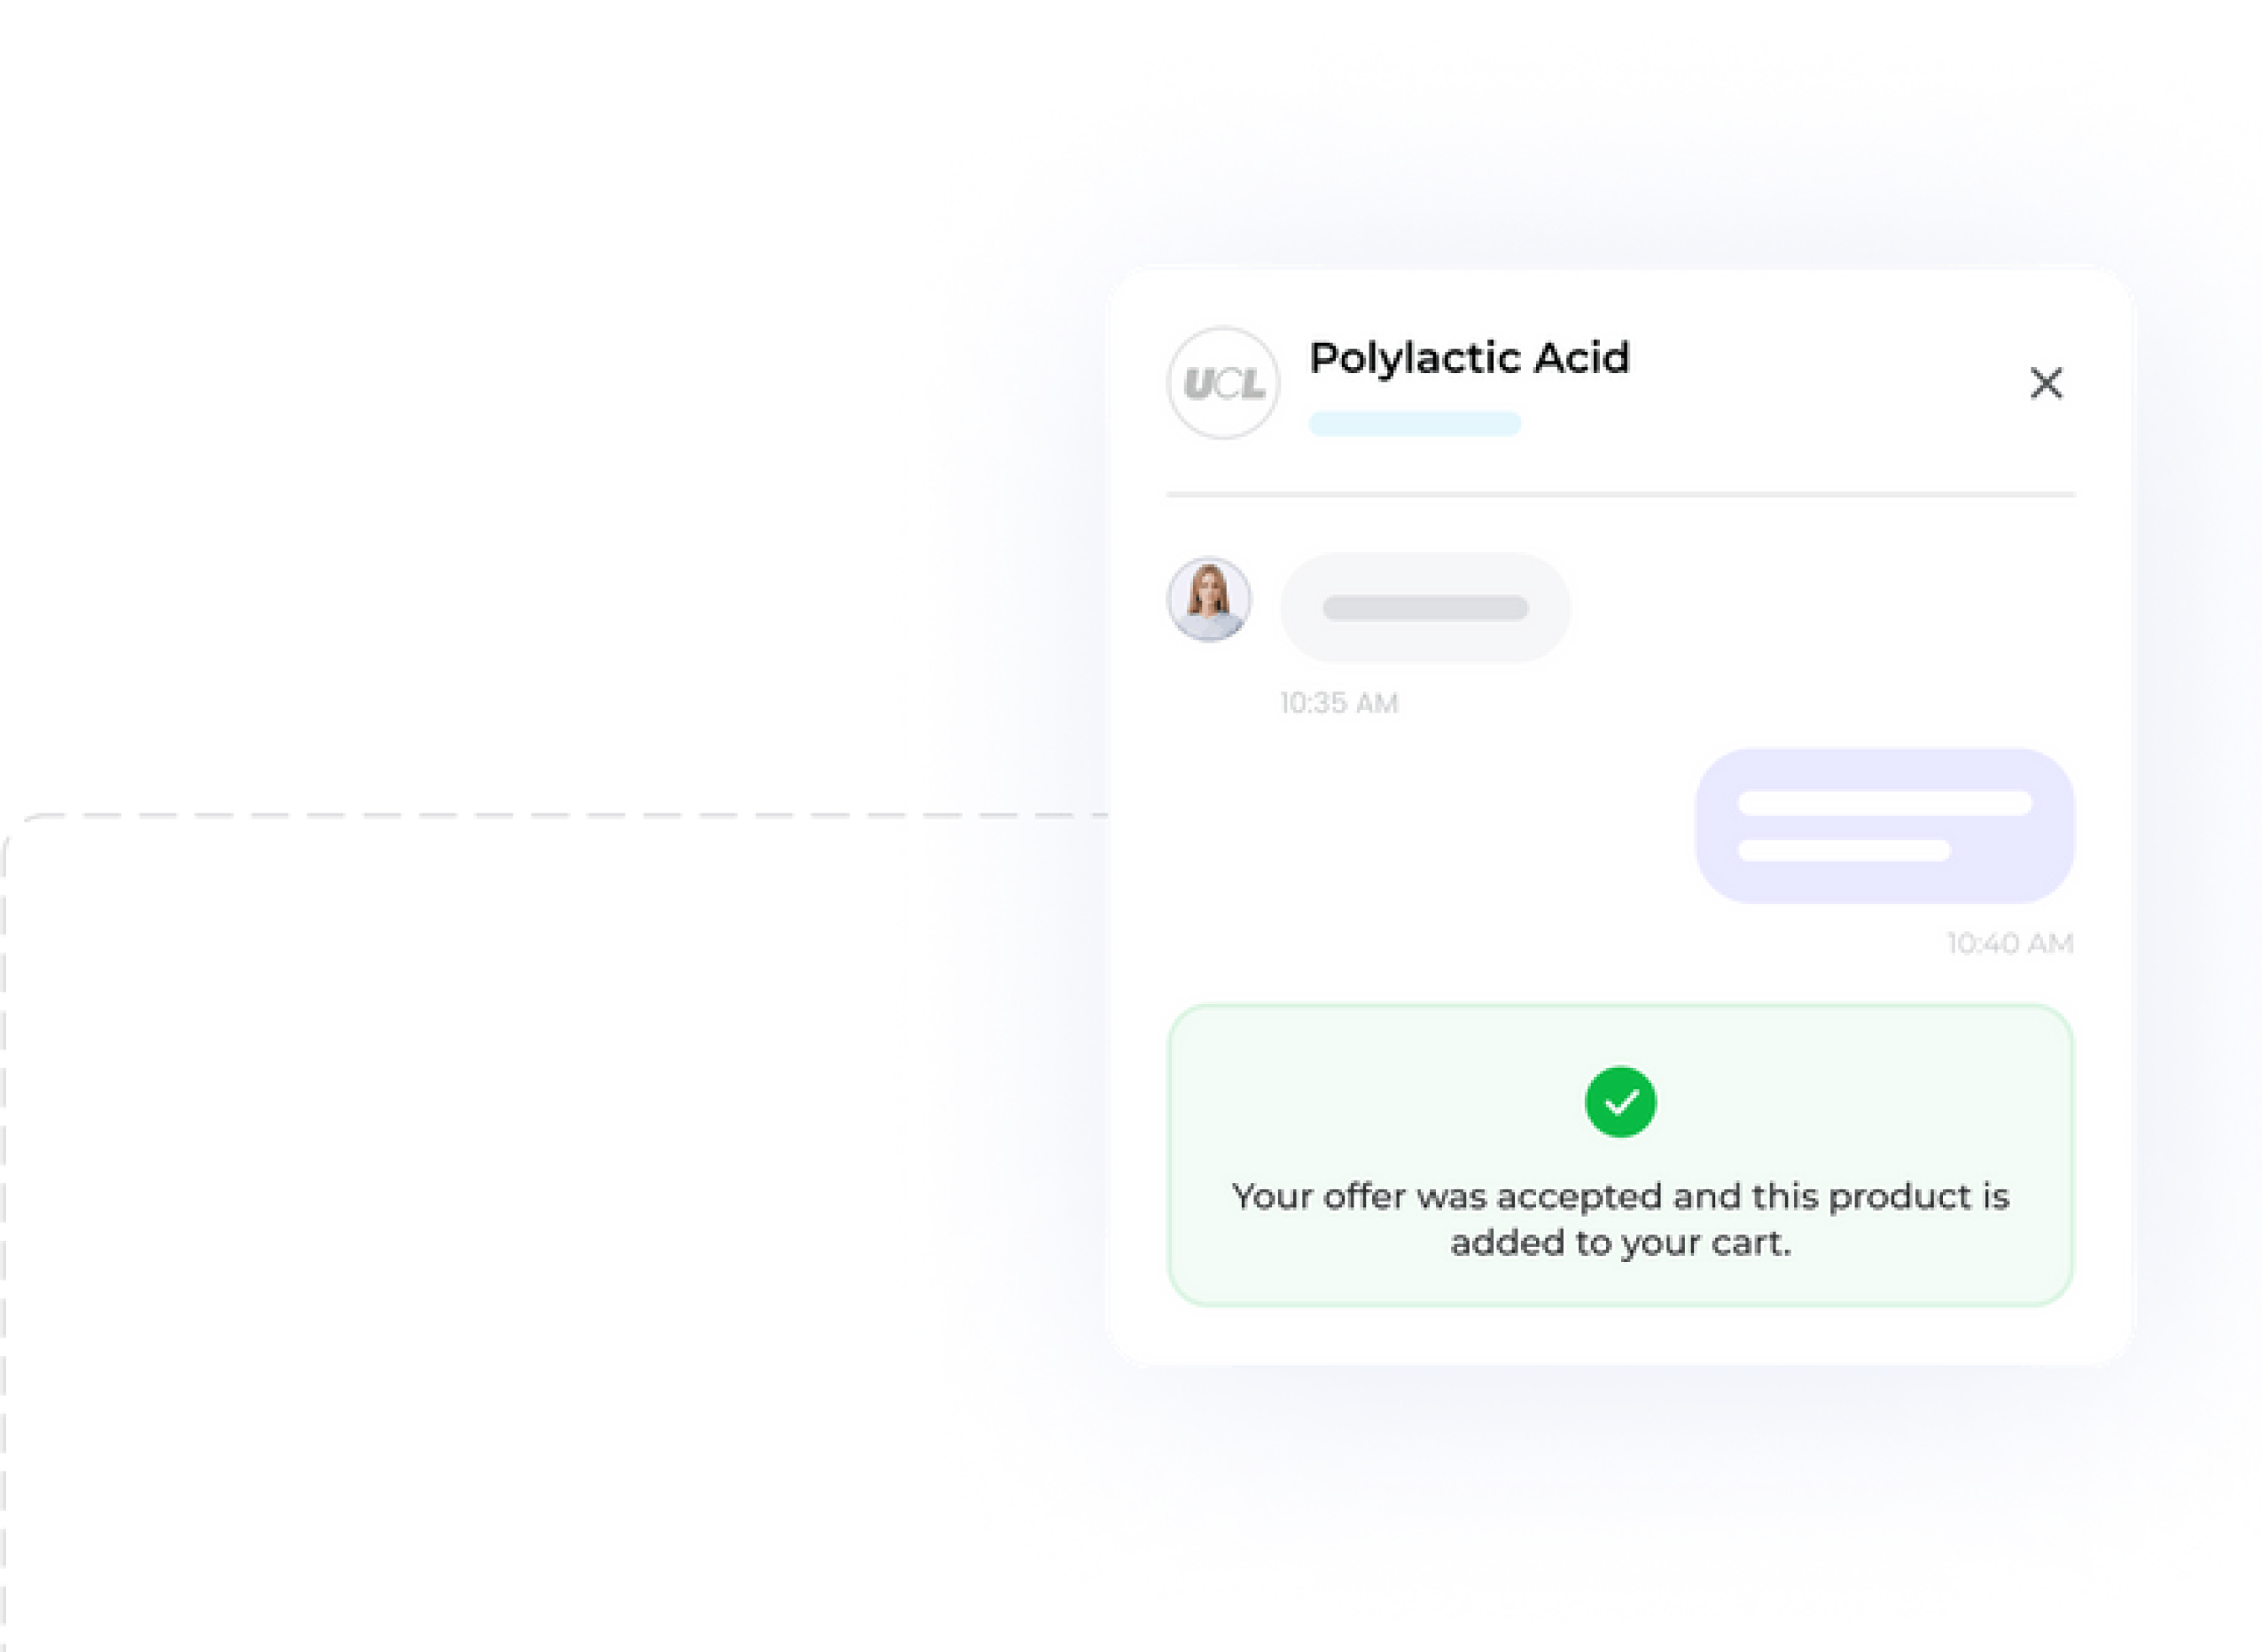 UCL
Polylactic Acid
10:35 AM
10:40 AM
Your offer was accepted and this product is
added to your cart.